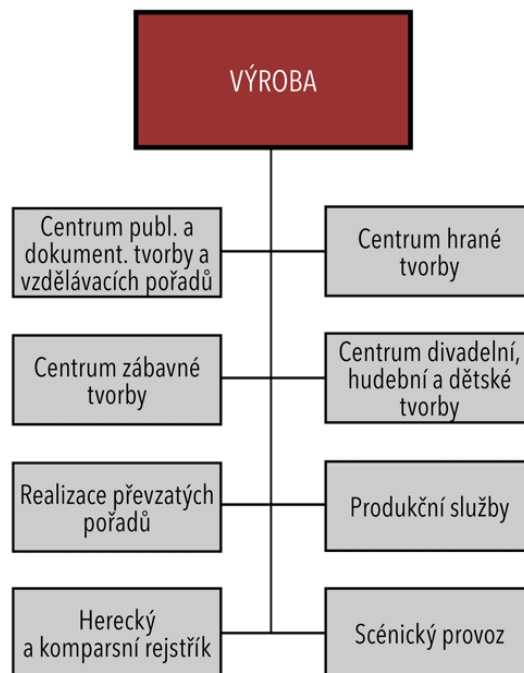 VÝROBA
Centrum publ. a
dokument. tvorby a
vzdělávacích pořadů
Centrum hrané
tvorby
Centrum zábavné
tvorby
Centrum divadelní,
hudební a dětské
tvorby
Realizace převzatých
pořadů
Produkční služby
Herecký
a komparsní rejstřík
Scénický provoz